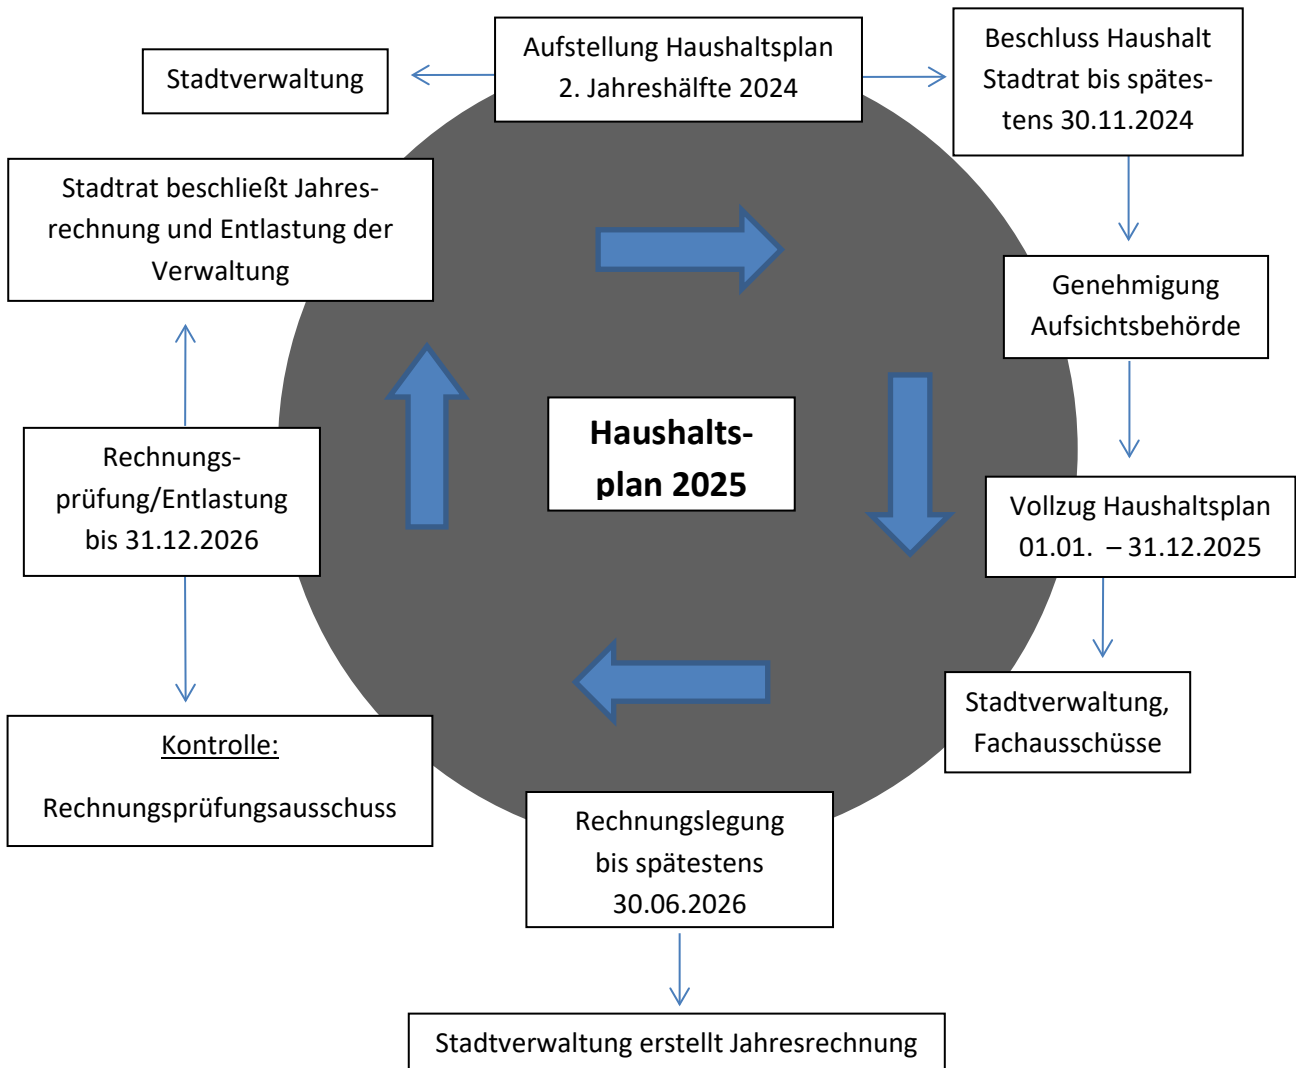 Aufstellung Haushaltsplan
2. Jahreshälfte 2024
Stadtverwaltung
Beschluss Haushalt
Stadtrat bis spätes-
tens 30.11.2024
Genehmigung
Aufsichtsbehörde
Vollzug Haushaltsplan
01.01.  – 31.12.2025
Stadtverwaltung,
Fachausschüsse
Rechnungslegung
bis spätestens
30.06.2026
Stadtverwaltung erstellt Jahresrechnung
Rechnungs-
prüfung/Entlastung
bis 31.12.2026
Kontrolle:
Rechnungsprüfungsausschuss
Stadtrat beschließt Jahres-
rechnung und Entlastung der
Verwaltung
Haushalts-
plan 2025